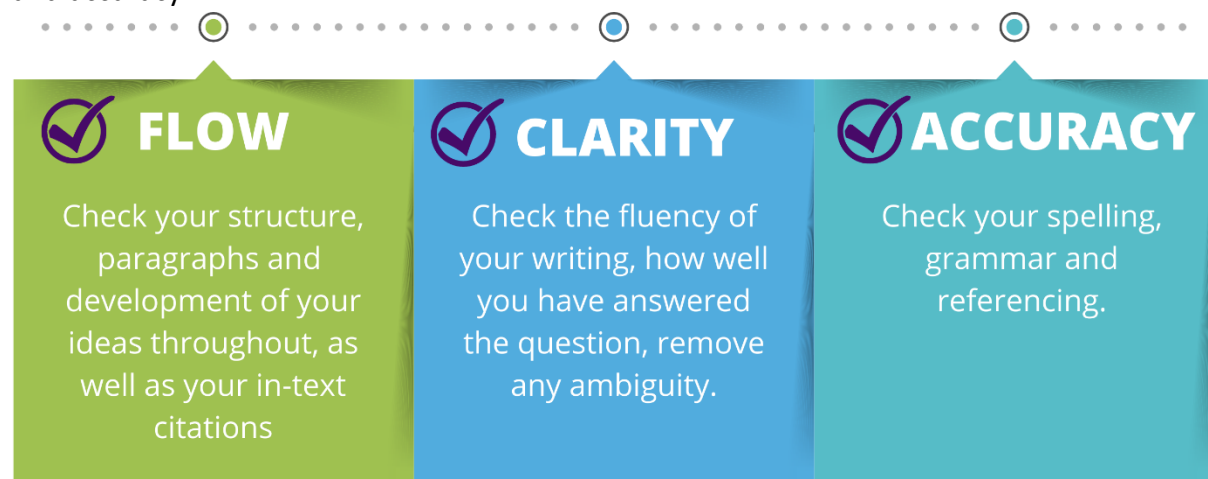 FLOW
Check your structure,
paragraphs and
development of your
ideas throughout, as
well as your in-text
citations
CLARITY
Check the fluency of
your writing, how well
you have answered
the question, remove
any ambiguity.
ACCURACY
Check your spelling,
grammar and
referencing.